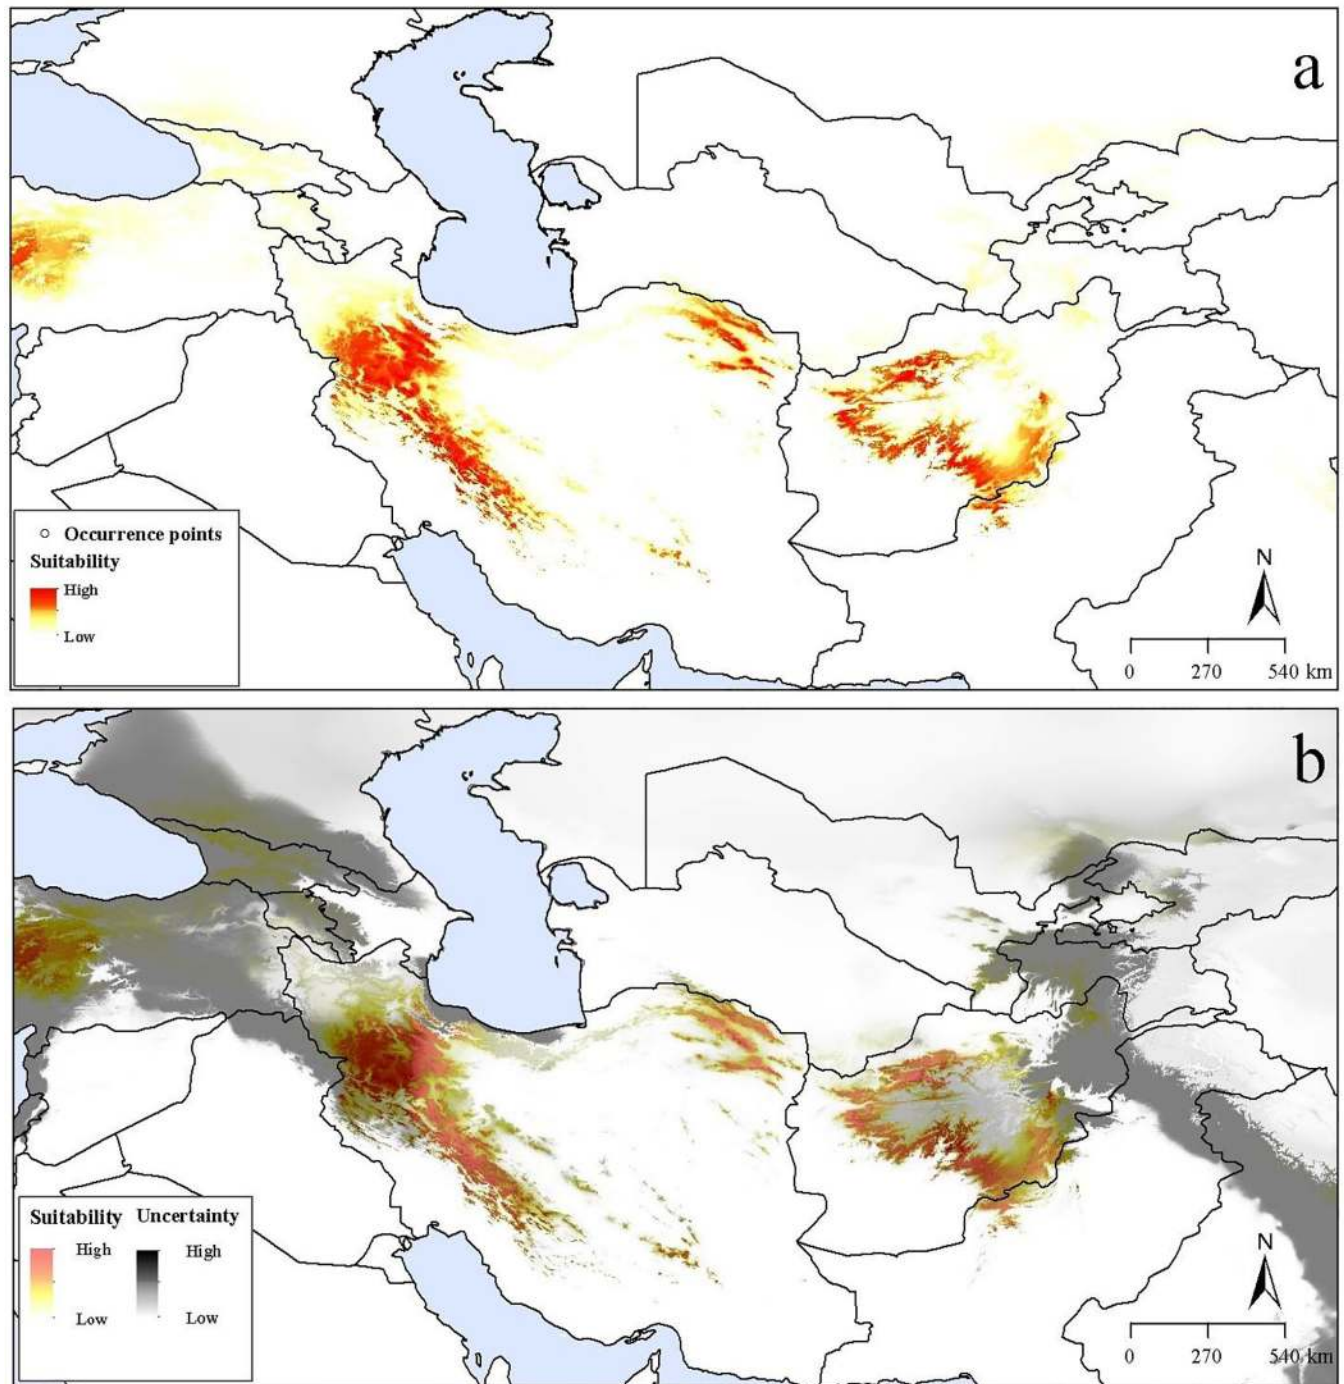 a
Occurrence points
Suitability
High
Low
N
0 270 540 km
b
Suitability Uncertainty
High High
Low Low
N
0 270 540 km